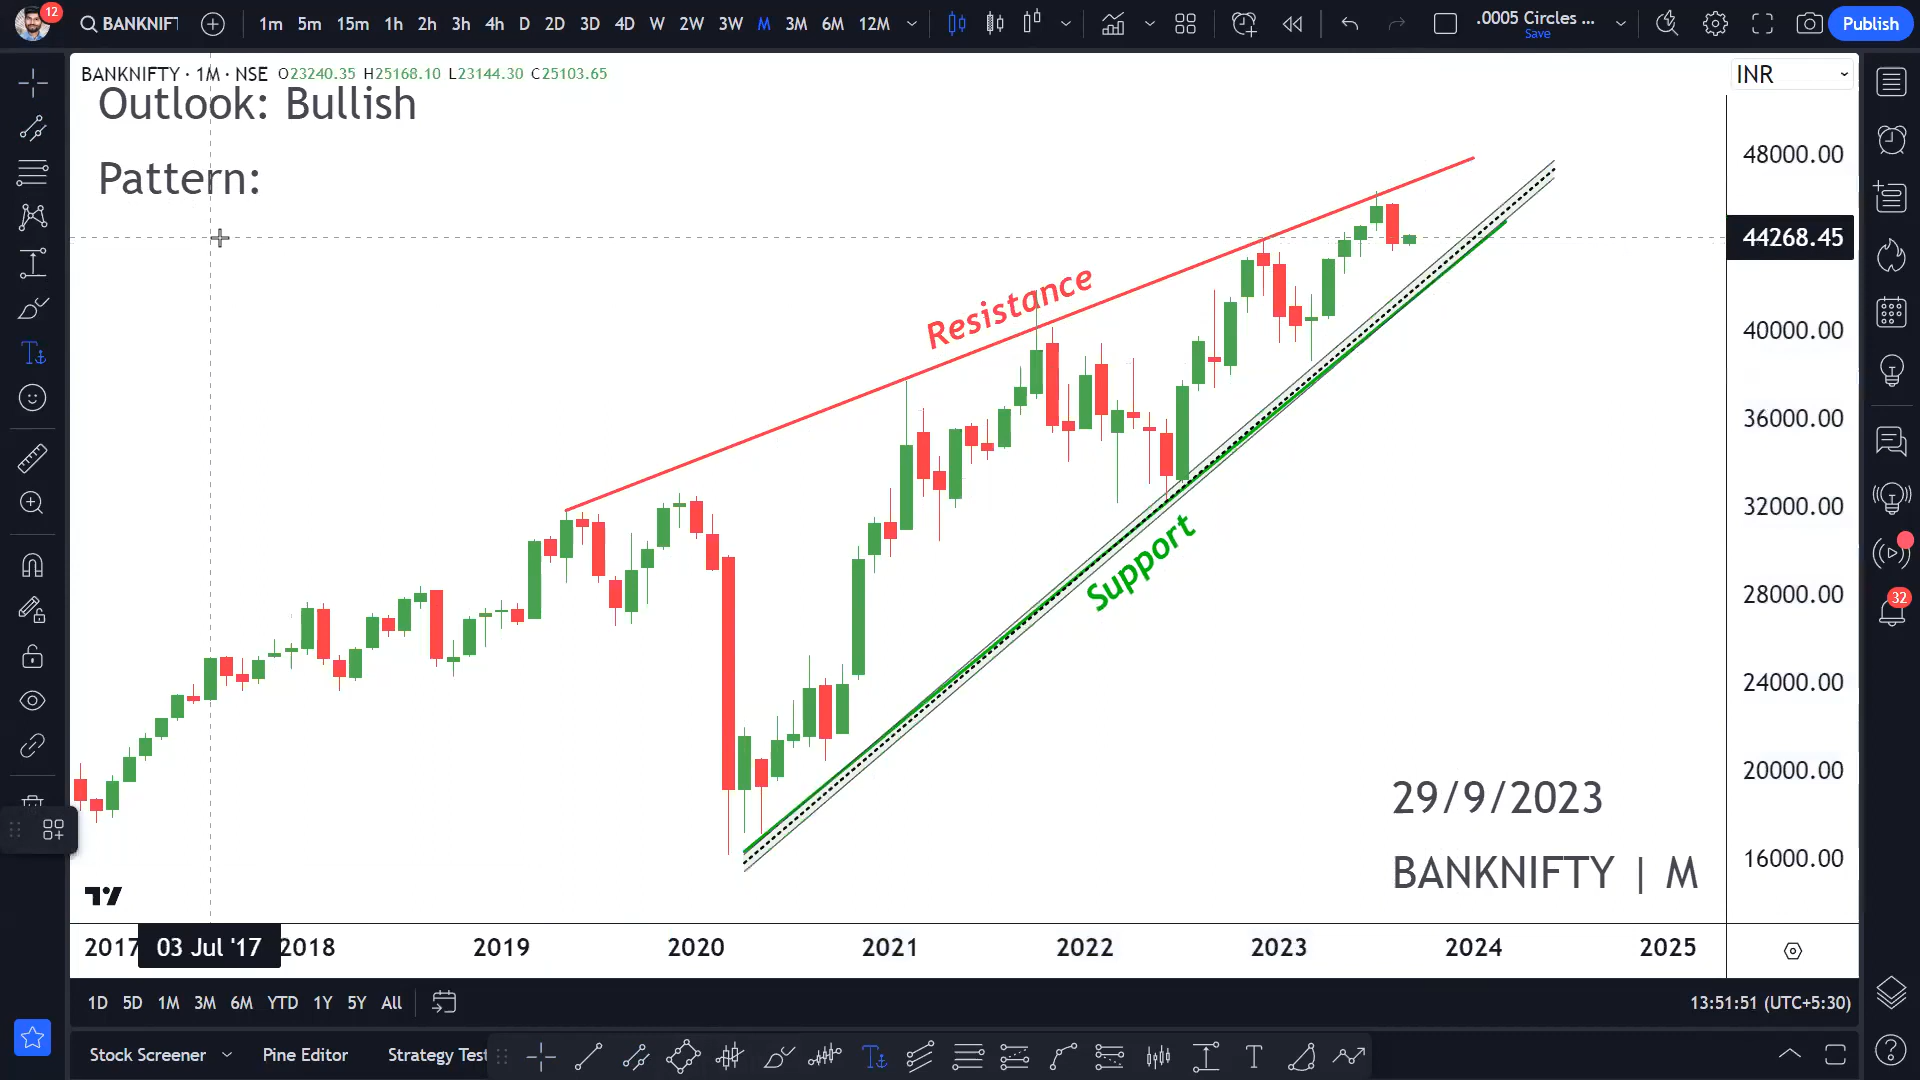 12
BANKNIFTY
1m 5m 15m 1h 2h 3h 4h D 2D 3D 4D W 2W 3W M 3M 6M 12M
.0005 Circles ...
Save
Publish
BANKNIFTY · 1M · NSE O23240.35 H25168.10 L23144.30 C25103.65
INR
Outlook: Bullish
Pattern:
48000.00
44268.45
40000.00
36000.00
32000.00
28000.00
24000.00
20000.00
16000.00
Resistance
Support
32
29/9/2023
BANKNIFTY | M
2017 03 Jul '17 2018 2019 2020 2021 2022 2023 2024 2025
1D 5D 1M 3M 6M YTD 1Y 5Y All
13:51:51 (UTC+5:30)
Stock Screener Pine Editor Strategy Test